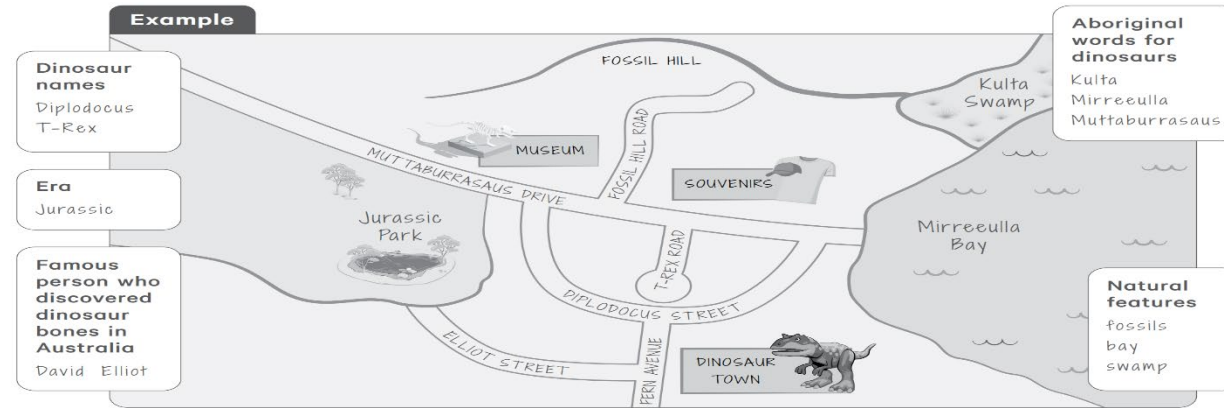 Example
Dinosaur
names
Diplodocus
T-Rex
Era
Jurassic
Famous
person who
discovered
dinosaur
bones in
Australia
David Elliot
FOSSIL HILL
MUSEUM
MUTTABURRASAUS DRIVE
FOSSIL HILL ROAD
SOUVENIRS
Jurassic
Park
T-REX ROAD
DIPLODOCUS STREET
ELLIOT STREET
FERN AVENUE
DINOSAUR
TOWN
Kulta
Swamp
Mirreeulla
Bay
Aboriginal
words for
dinosaurs
Kulta
Mirreeulla
Muttaburrasaus
Natural
features
fossils
bay
swamp